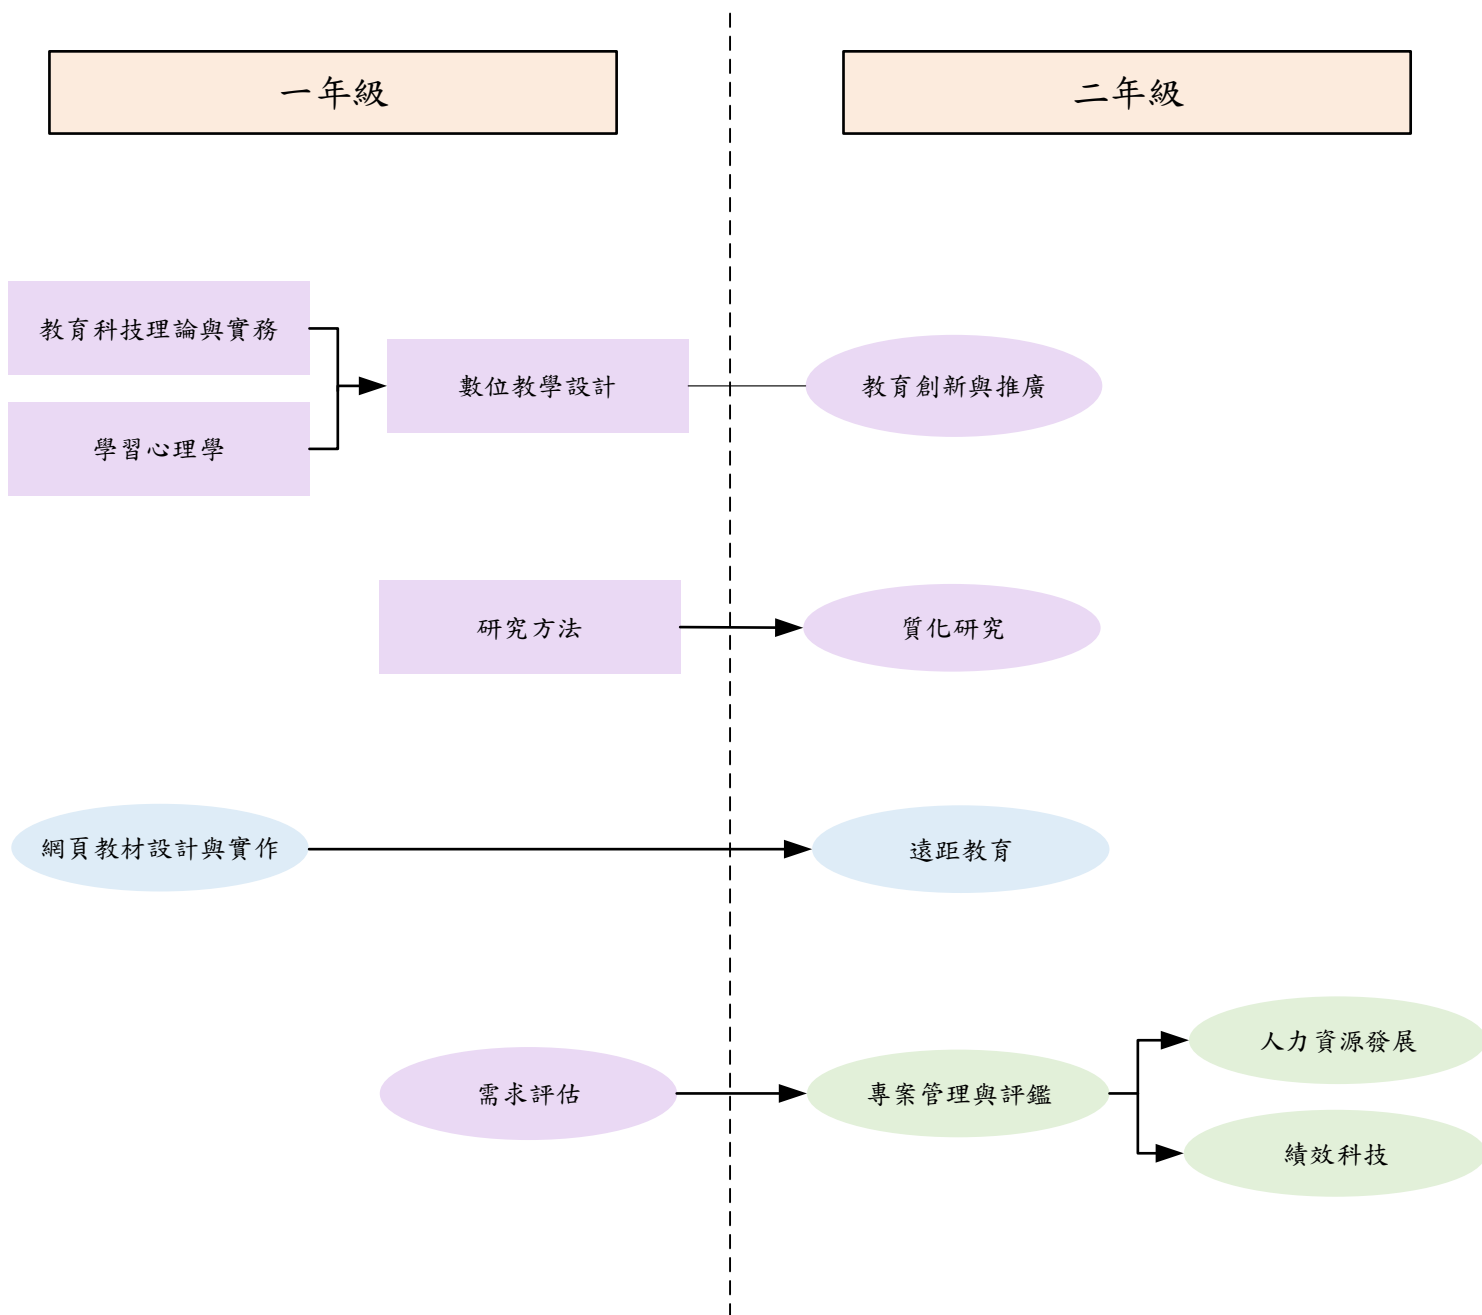 一年級
二年級
教育科技理論與實務
學習心理學
數位教學設計
教育創新與推廣
研究方法
質化研究
網頁教材設計與實作
遠距教育
需求評估
專案管理與評鑑
人力資源發展
績效科技